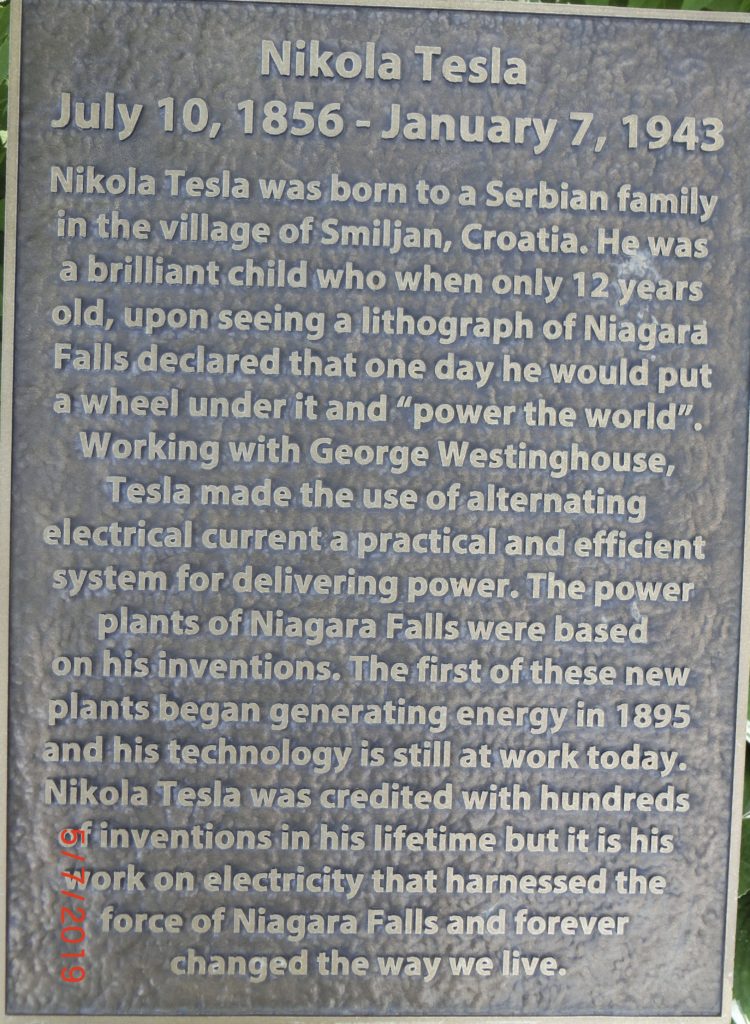 Nikola Tesla
July 10, 1856 - January 7, 1943
Nikola Tesla was born to a Serbian family
in the village of Smiljan, Croatia. He was
a brilliant child who when only 12 years
old, upon seeing a lithograph of Niagara
Falls declared that one day he would put
a wheel under it and “power the world”.
Working with George Westinghouse,
Tesla made the use of alternating
electrical current a practical and efficient
system for delivering power. The power
plants of Niagara Falls were based
on his inventions. The first of these new
plants began generating energy in 1895
and his technology is still at work today.
Nikola Tesla was credited with hundreds
of inventions in his lifetime but it is his
work on electricity that harnessed the
force of Niagara Falls and forever
changed the way we live.
5/7/2019